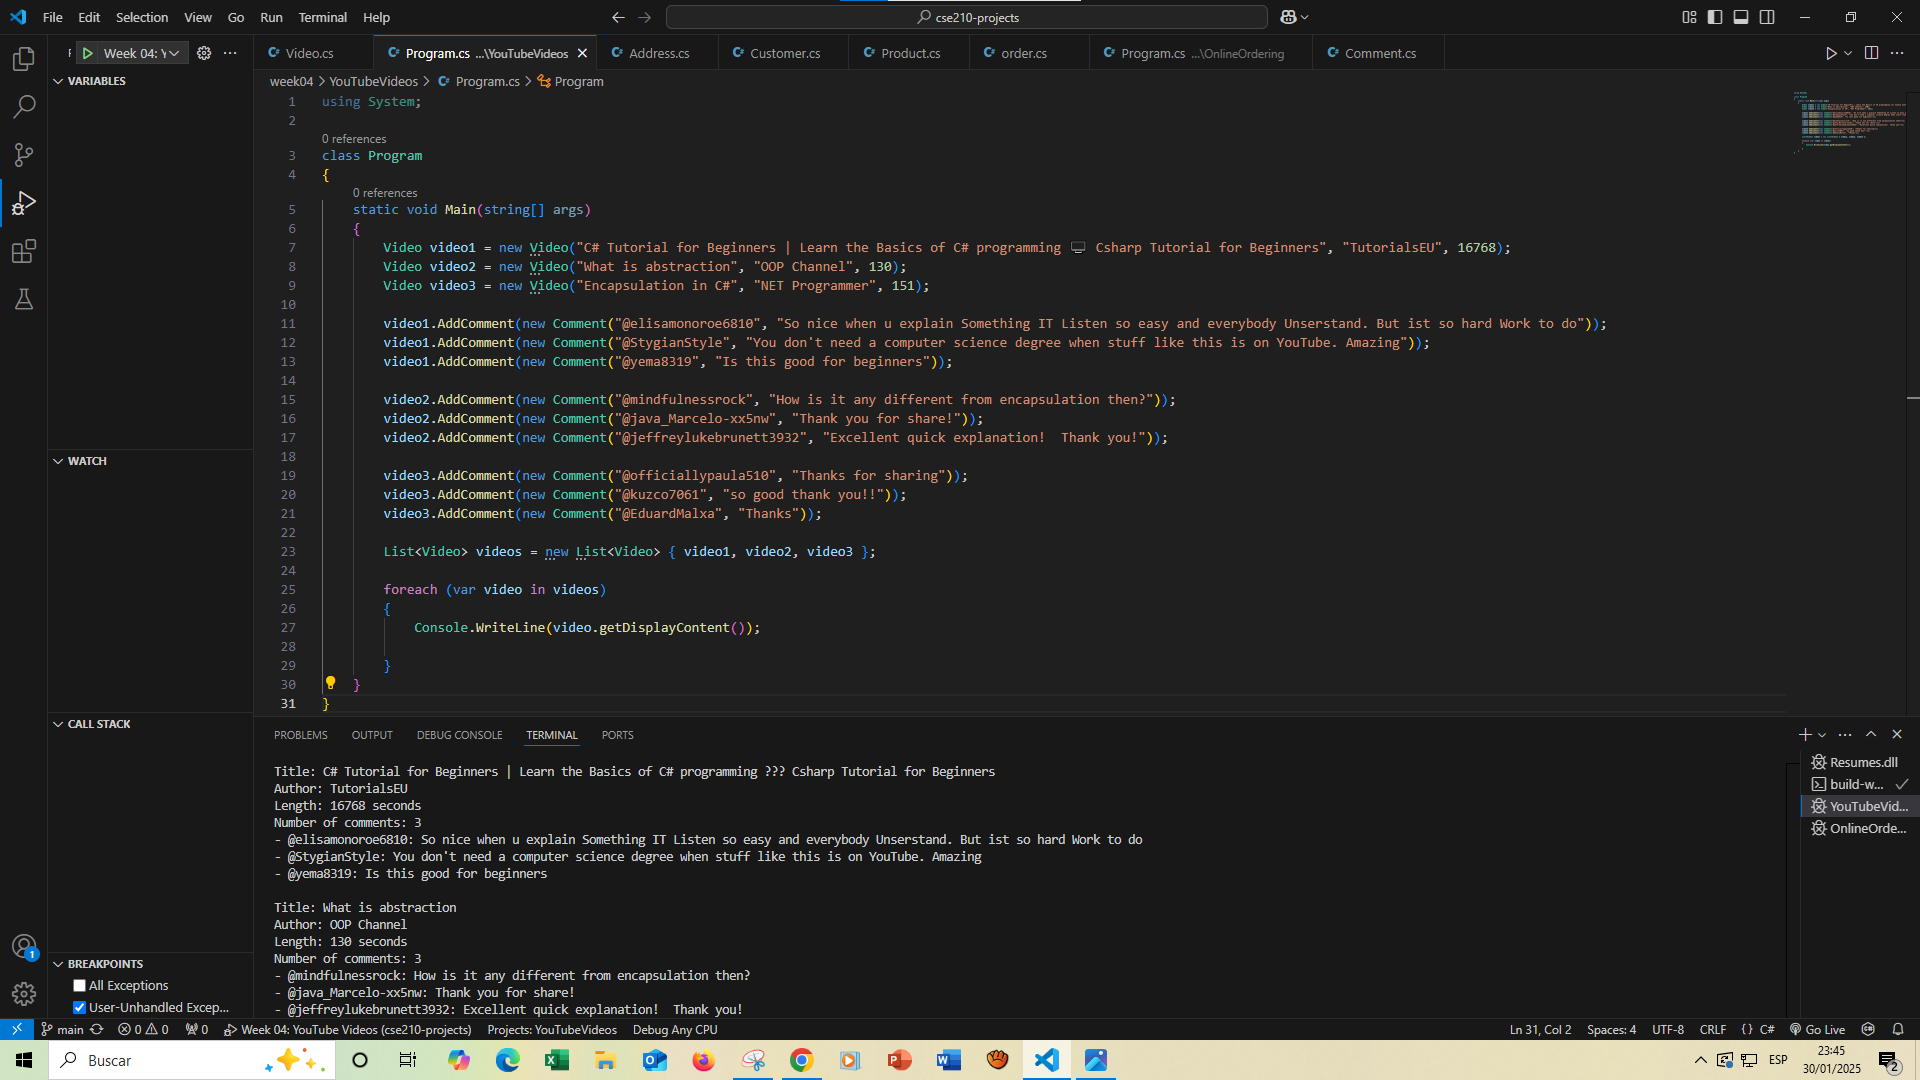 File Edit Selection View Go Run Terminal Help
cse210-projects
Week 04: Y
Video.cs
Program.cs ...\YouTubeVideos
Address.cs
Customer.cs
Product.cs
order.cs
Program.cs ...\OnlineOrdering
Comment.cs
week04 > YouTubeVideos > Program.cs > Program
VARIABLES
WATCH
CALL STACK
BREAKPOINTS
All Exceptions
User-Unhandled Excep...
1 using System;
2
0 references
3 class Program
4 {
0 references
5 static void Main(string[] args)
6 {
7 Video video1 = new Video("C# Tutorial for Beginners | Learn the Basics of C# programming 🖥️ Csharp Tutorial for Beginners", "TutorialsEU", 16768);
8 Video video2 = new Video("What is abstraction", "OOP Channel", 130);
9 Video video3 = new Video("Encapsulation in C#", "NET Programmer", 151);
10
11 video1.AddComment(new Comment("@elisamonoroe6810", "So nice when u explain Something IT Listen so easy and everybody Unserstand. But ist so hard Work to do"));
12 video1.AddComment(new Comment("@StygianStyle", "You don't need a computer science degree when stuff like this is on YouTube. Amazing"));
13 video1.AddComment(new Comment("@yema8319", "Is this good for beginners"));
14
15 video2.AddComment(new Comment("@mindfulnessrock", "How is it any different from encapsulation then?"));
16 video2.AddComment(new Comment("@java_Marcelo-xx5nw", "Thank you for share!"));
17 video2.AddComment(new Comment("@jeffreylukebrunett3932", "Excellent quick explanation!  Thank you!"));
18
19 video3.AddComment(new Comment("@officiallypaula510", "Thanks for sharing"));
20 video3.AddComment(new Comment("@kuzco7061", "so good thank you!!"));
21 video3.AddComment(new Comment("@EduardMalxa", "Thanks"));
22
23 List<Video> videos = new List<Video> { video1, video2, video3 };
24
25 foreach (var video in videos)
26 {
27 Console.WriteLine(video.getDisplayContent());
28
29 }
30 }
31 }
PROBLEMS OUTPUT DEBUG CONSOLE TERMINAL PORTS
Title: C# Tutorial for Beginners | Learn the Basics of C# programming ??? Csharp Tutorial for Beginners
Author: TutorialsEU
Length: 16768 seconds
Number of comments: 3
- @elisamonoroe6810: So nice when u explain Something IT Listen so easy and everybody Unserstand. But ist so hard Work to do
- @StygianStyle: You don't need a computer science degree when stuff like this is on YouTube. Amazing
- @yema8319: Is this good for beginners
Title: What is abstraction
Author: OOP Channel
Length: 130 seconds
Number of comments: 3
- @mindfulnessrock: How is it any different from encapsulation then?
- @java_Marcelo-xx5nw: Thank you for share!
- @jeffreylukebrunett3932: Excellent quick explanation!  Thank you!
Resumes.dll
build-w...
YouTubeVid...
OnlineOrde...
main 0 0 0 Week 04: YouTube Videos (cse210-projects) Projects: YouTubeVideos Debug Any CPU
Ln 31, Col 2 Spaces: 4 UTF-8 CRLF {} C# Go Live
Buscar
ESP
23:45
30/01/2025
2